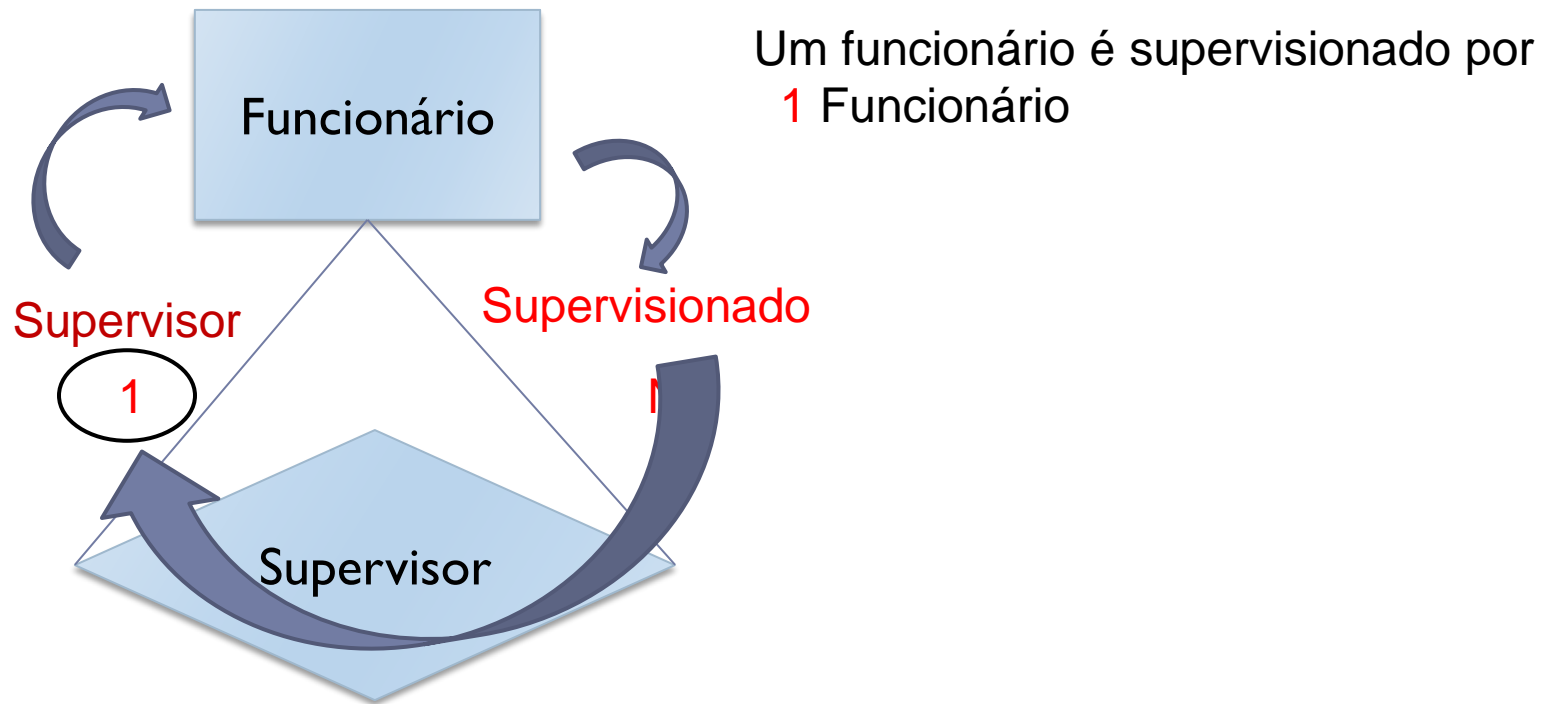 Um funcionário é supervisionado por
1 Funcionário
Funcionário
Supervisor
Supervisionado
1
Supervisor